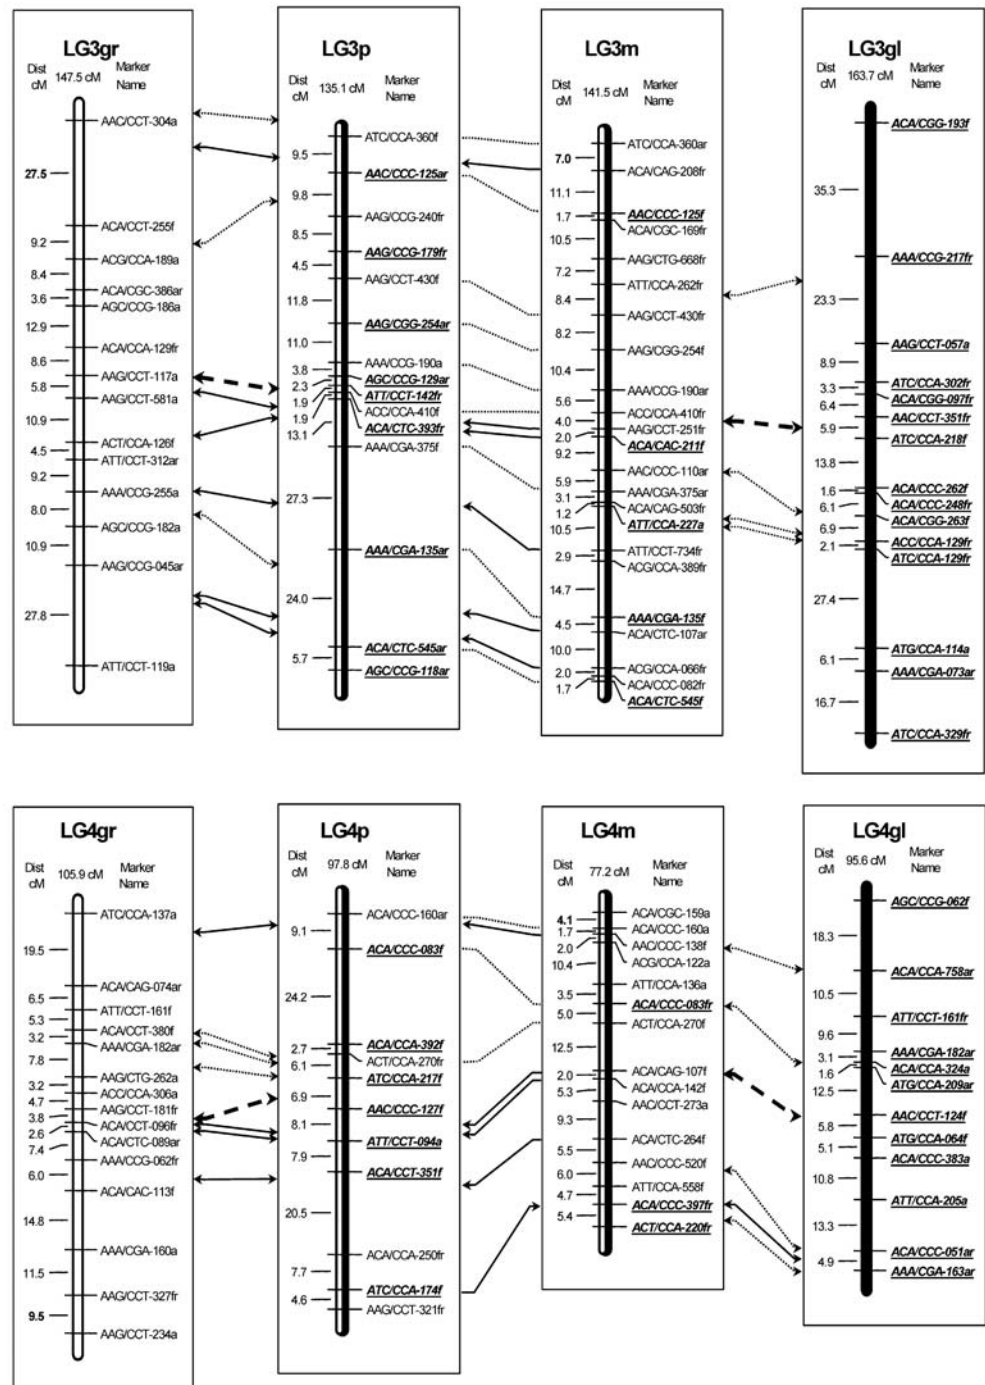 LG3gr
Dist
cM
147.5 cM
Marker
Name
AAC/CCT-304a
27.5
ACA/CCT-255f
9.2
ACG/CCA-189a
8.4
ACA/CGC-386ar
3.6
AGC/CCG-186a
12.9
ACA/CCA-129fr
8.6
AAG/CCT-117a
5.8
AAG/CCT-581a
10.9
ACT/CCA-126f
4.5
ATT/CCT-312ar
9.2
AAA/CCG-255a
8.0
AGC/CCG-182a
10.9
AAG/CCG-045ar
27.8
ATT/CCT-119a
LG3p
Dist
cM
135.1 cM
Marker
Name
ATC/CCA-360f
9.5
AAC/CCC-125ar
9.8
AAG/CCG-240fr
8.5
AAG/CCG-179fr
4.5
AAG/CCT-430f
11.8
AAG/CGG-254ar
11.0
AAA/CCG-190a
3.8
AGC/CCG-129ar
2.3
ATT/CCT-142fr
1.9
ACC/CCA-410f
1.9
ACA/CTC-393fr
13.1
AAA/CGA-375f
27.3
AAA/CGA-135ar
24.0
ACA/CTC-545ar
5.7
AGC/CCG-118ar
LG3m
Dist
cM
141.5 cM
Marker
Name
ATC/CCA-360ar
7.0
ACA/CAG-208fr
11.1
AAC/CCC-125f
1.7
ACA/CGC-169fr
10.5
AAG/CTG-668fr
7.2
ATT/CCA-262fr
8.4
AAG/CCT-430fr
8.2
AAG/CGG-254f
10.4
AAA/CCG-190ar
5.6
ACC/CCA-410fr
4.0
AAG/CCT-251fr
2.0
ACA/CAC-211f
9.2
AAC/CCC-110ar
5.9
AAA/CGA-375ar
3.1
ACA/CAG-503fr
1.2
ATT/CCA-227a
10.5
ATT/CCT-734fr
2.9
ACG/CCA-389fr
14.7
AAA/CGA-135f
4.5
ACA/CTC-107ar
10.0
ACG/CCA-066fr
2.0
ACA/CCC-082fr
1.7
ACA/CTC-545f
LG3gl
Dist
cM
163.7 cM
Marker
Name
ACA/CGG-193f
35.3
AAA/CCG-217fr
23.3
AAG/CCT-057a
8.9
ATC/CCA-302fr
3.3
ACA/CGG-097fr
6.4
AAC/CCT-351fr
5.9
ATC/CCA-218f
13.8
ACA/CCC-262f
1.6
ACA/CCC-248fr
6.1
ACA/CGG-263f
6.9
ACC/CCA-129fr
2.1
ATC/CCA-129fr
27.4
ATG/CCA-114a
6.1
AAA/CGA-073ar
16.7
ATC/CCA-329fr
LG4gr
Dist
cM
105.9 cM
Marker
Name
ATC/CCA-137a
19.5
ACA/CAG-074ar
6.5
ATT/CCT-161f
5.3
ACA/CCT-380f
3.2
AAA/CGA-182ar
7.8
AAG/CTG-262a
3.2
ACC/CCA-306a
4.7
AAG/CCT-181fr
3.8
ACA/CCT-096fr
2.6
ACA/CTC-089ar
7.4
AAA/CCG-062fr
6.0
ACA/CAC-113f
14.8
AAA/CGA-160a
11.5
AAG/CCT-327fr
9.5
AAG/CCT-234a
LG4p
Dist
cM
97.8 cM
Marker
Name
ACA/CCC-160ar
9.1
ACA/CCC-083f
24.2
ACA/CCA-392f
2.7
ACT/CCA-270fr
6.1
ATC/CCA-217f
6.9
AAC/CCC-127f
8.1
ATT/CCT-094a
7.9
ACA/CCT-351f
20.5
ACA/CCA-250fr
7.7
ATC/CCA-174f
4.6
AAG/CCT-321fr
LG4m
Dist
cM
77.2 cM
Marker
Name
ACA/CGC-159a
4.1
ACA/CCC-160a
1.7
AAC/CCC-138f
2.0
ACG/CCA-122a
10.4
ATT/CCA-136a
3.5
ACA/CCC-083fr
5.0
ACT/CCA-270f
12.5
ACA/CAG-107f
2.0
ACA/CCA-142f
5.3
AAC/CCT-273a
9.3
ACA/CTC-264f
5.5
AAC/CCC-520f
6.0
ATT/CCA-558f
4.7
ACA/CCC-397fr
5.4
ACT/CCA-220fr
LG4gl
Dist
cM
95.6 cM
Marker
Name
AGC/CCG-062f
18.3
ACA/CCA-758ar
10.5
ATT/CCT-161fr
9.6
AAA/CGA-182ar
3.1
ACA/CCA-324a
1.6
ATG/CCA-209ar
12.5
AAC/CCT-124f
5.8
ATG/CCA-064f
5.1
ACA/CCC-383a
10.8
ATT/CCA-205a
13.3
ACA/CCC-051ar
4.9
AAA/CGA-163ar